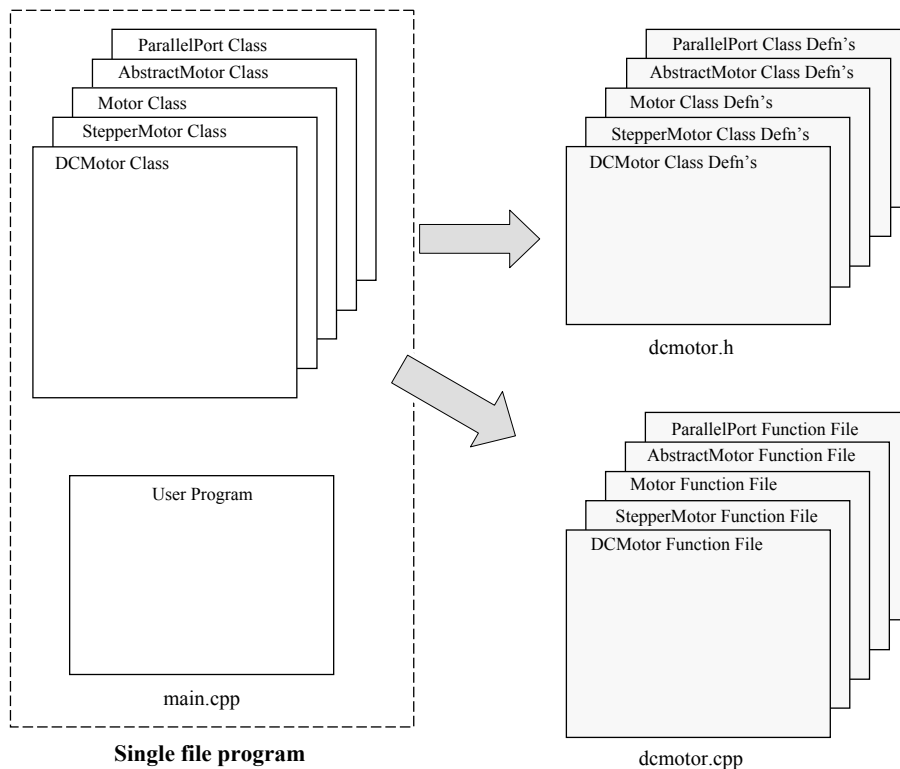 ParallelPort Class
AbstractMotor Class
Motor Class
StepperMotor Class
DCMotor Class
User Program
main.cpp
Single file program
ParallelPort Class Defn's
AbstractMotor Class Defn's
Motor Class Defn's
StepperMotor Class Defn's
DCMotor Class Defn's
dcmotor.h
ParallelPort Function File
AbstractMotor Function File
Motor Function File
StepperMotor Function File
DCMotor Function File
dcmotor.cpp